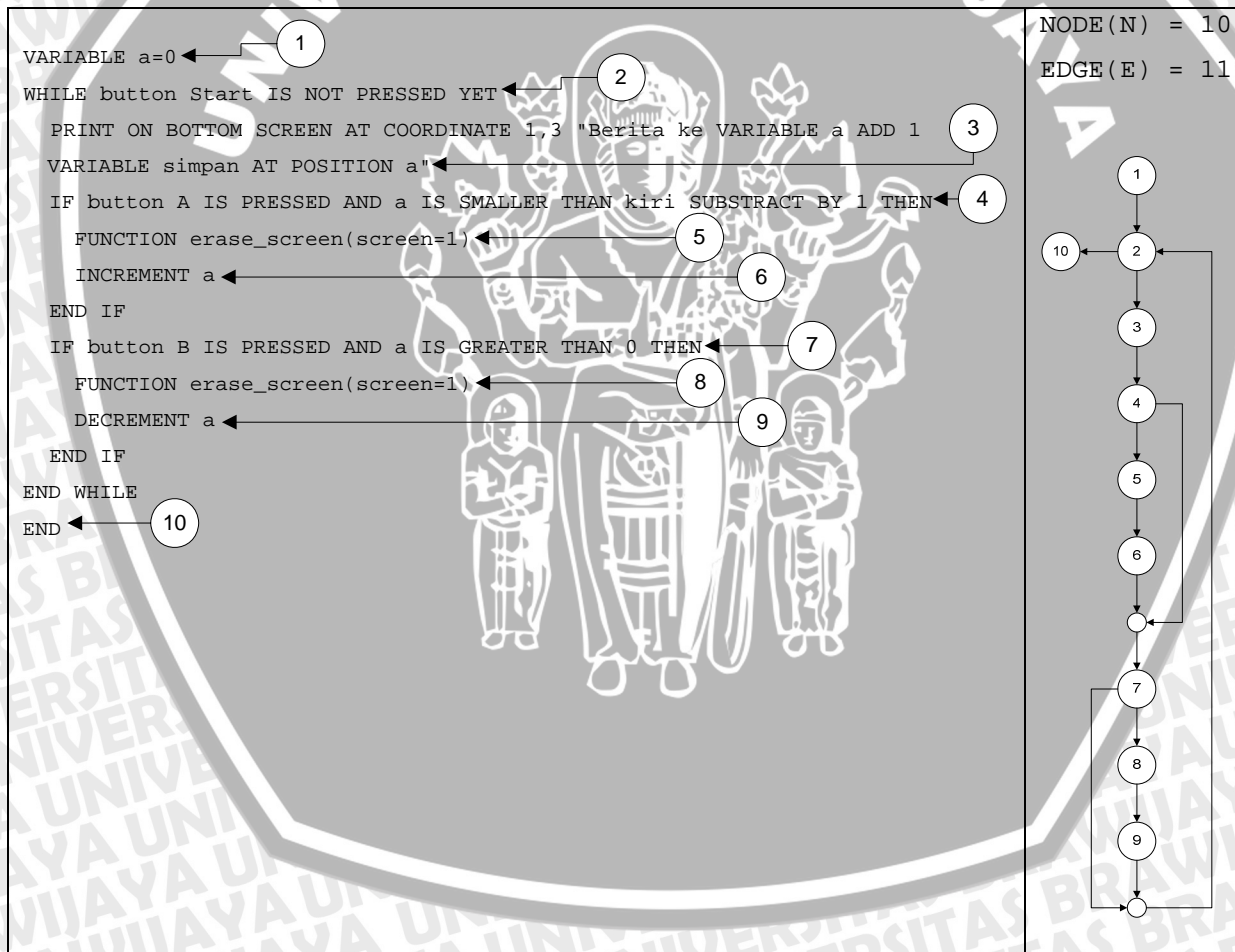 VARIABLE a=0 1
WHILE button Start IS NOT PRESSED YET 2
PRINT ON BOTTOM SCREEN AT COORDINATE 1,3 "Berita ke VARIABLE a ADD 1 3
VARIABLE simpan AT POSITION a"
IF button A IS PRESSED AND a IS SMALLER THAN kiri SUBSTRACT BY 1 THEN 4
FUNCTION erase_screen(screen=1) 5
INCREMENT a 6
END IF
IF button B IS PRESSED AND a IS GREATER THAN 0 THEN 7
FUNCTION erase_screen(screen=1) 8
DECREMENT a 9
END IF
END WHILE
END 10
NODE(N) = 10
EDGE(E) = 11
1
10 2
3
4
5
6
7
8
9